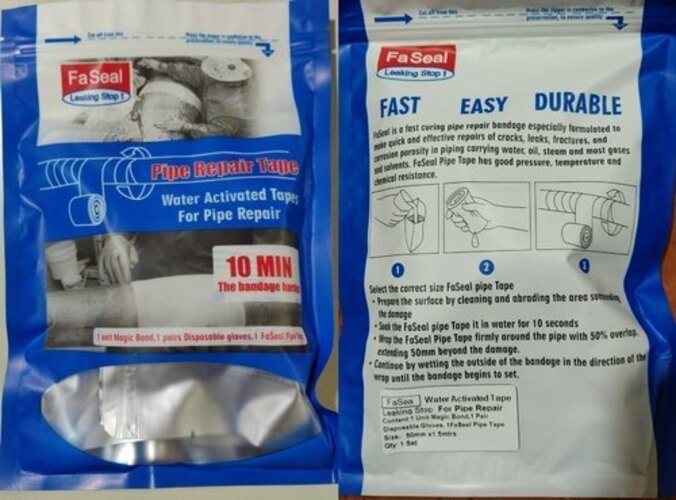 Cut off from this
Press the zipper is conducive to the
preservation, to ensure quality
FaSeal
Leaking Stop !
Pipe Repair Tape
Water Activated Tapes
For Pipe Repair
10 MIN
The bandage
1 unit Magic Bond, 1 pairs Disposable gloves, 1 FaSeal Pipe
Cut off from this
Press the zipper is conducive to the
preservation, to ensure quality
FaSeal
Leaking Stop !
FAST EASY DURABLE
FaSeal is a fast curing pipe repair bandage especially formulated to
make quick and effective repairs of cracks, leaks, fractures, and
corrosion porosity in piping carrying water, oil, steam and most gases
and solvents. FaSeal Pipe Tape has good pressure, temperature and
chemical resistance.
1 2 3
Select the correct size FaSeal pipe Tape
• Prepare the surface by cleaning and abrading the area surrounding
the damage
• Soak the FaSeal pipe Tape it in water for 10 seconds
• Wrap the FaSeal pipe Tape firmly around the pipe with 50% overlap,
extending 50mm beyond the damage.
• Continue by wetting the outside of the bandage in the direction of the
wrap until the bandage begins to set.
FaSeal Water Activated Tape
Leaking Stop For Pipe Repair
Content 1 Unit Magic Bond, 1 Pair
Disposable Gloves, 1FaSeal Pipe Tape
Size: 50mm x1.5mtrs
Qty: 1 Set